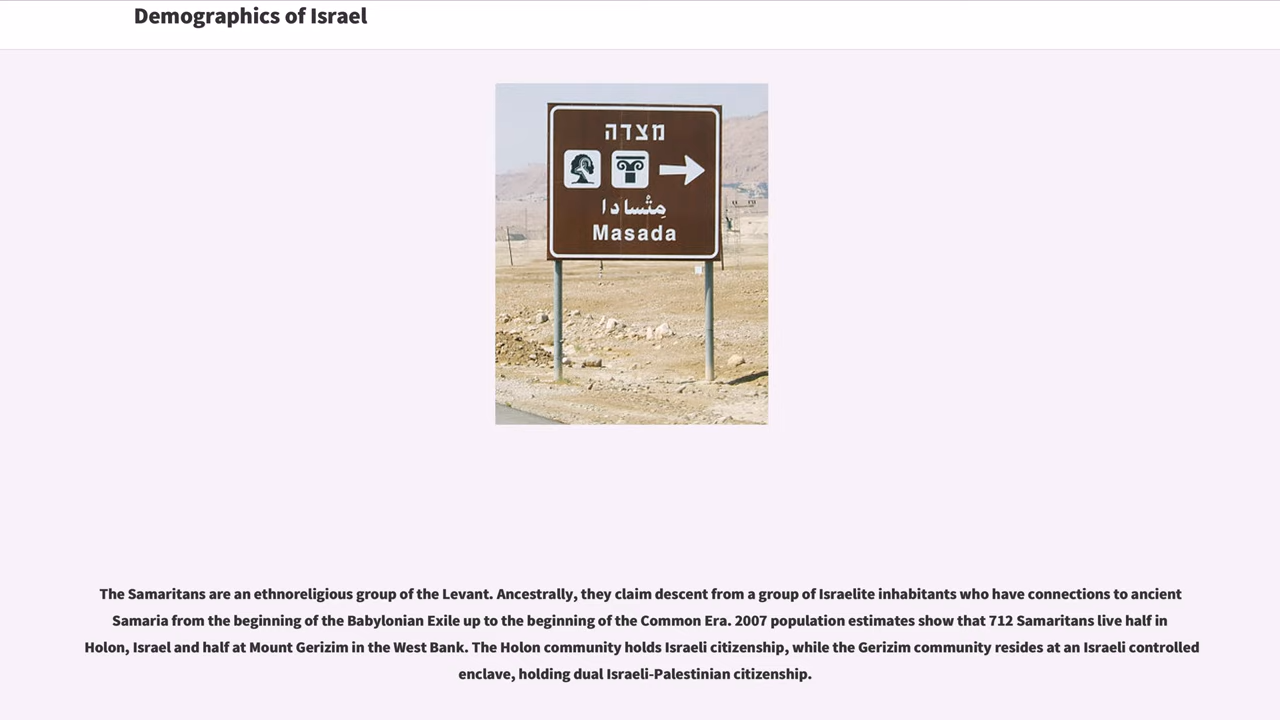 Demographics of Israel
מצדה
مِتْسادا
Masada
The Samaritans are an ethnoreligious group of the Levant. Ancestrally, they claim descent from a group of Israelite inhabitants who have connections to ancient
Samaria from the beginning of the Babylonian Exile up to the beginning of the Common Era. 2007 population estimates show that 712 Samaritans live half in
Holon, Israel and half at Mount Gerizim in the West Bank. The Holon community holds Israeli citizenship, while the Gerizim community resides at an Israeli controlled
enclave, holding dual Israeli-Palestinian citizenship.